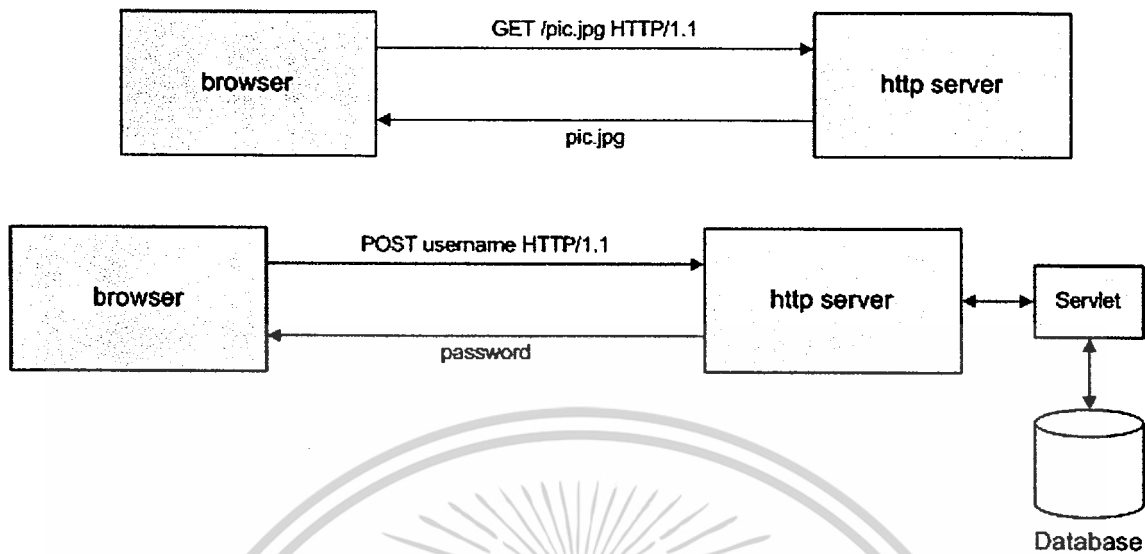 GET /pic.jpg HTTP/1.1
browser
http server
pic.jpg
POST username HTTP/1.1
browser
http server
Servlet
password
Database